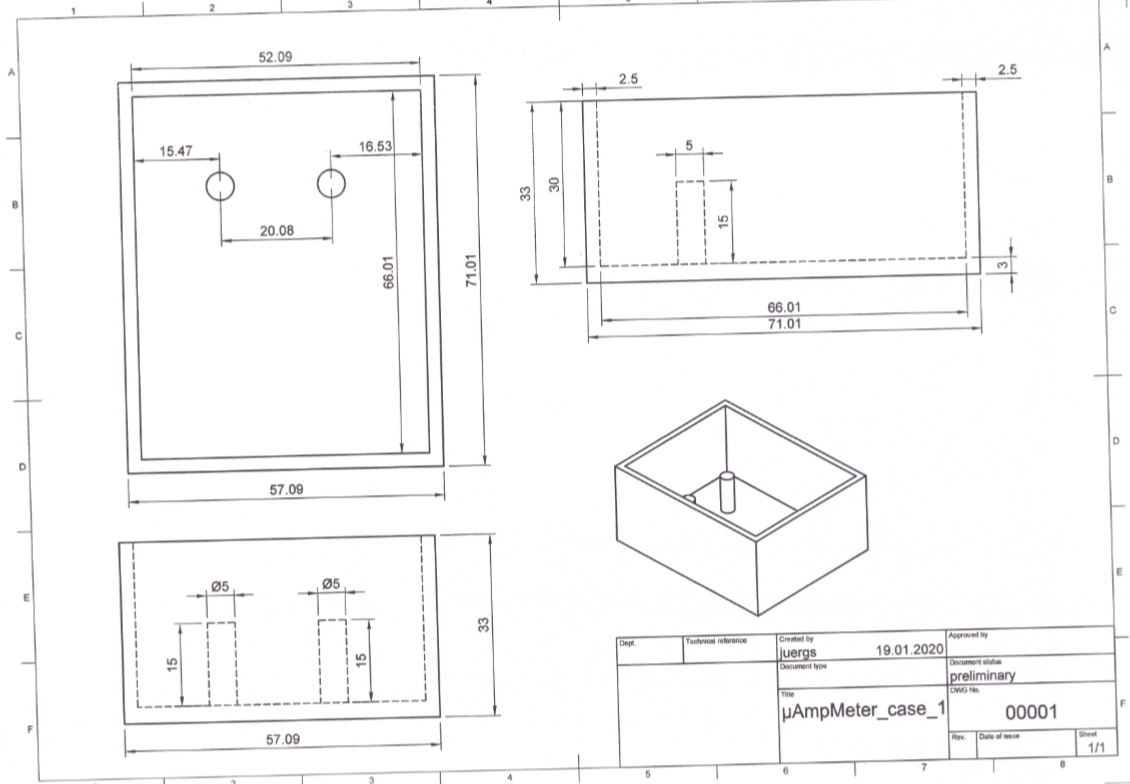 1 2 3 4
A
52.09
15.47 16.53
20.08
66.01
71.01
57.09
B
C
D
E
F
Ø5 Ø5
15 15
33
57.09
2.5 2.5
33 30 5 15 3
66.01
71.01
A
B
C
D
E
F
Dept. Technical reference Created by Approved by
juergs 19.01.2020
Document type Document status
preliminary
Title DWG No.
µAmpMeter_case_1 00001
Rev. Date of issue Sheet
1/1
2 3 4 5 6 7 8